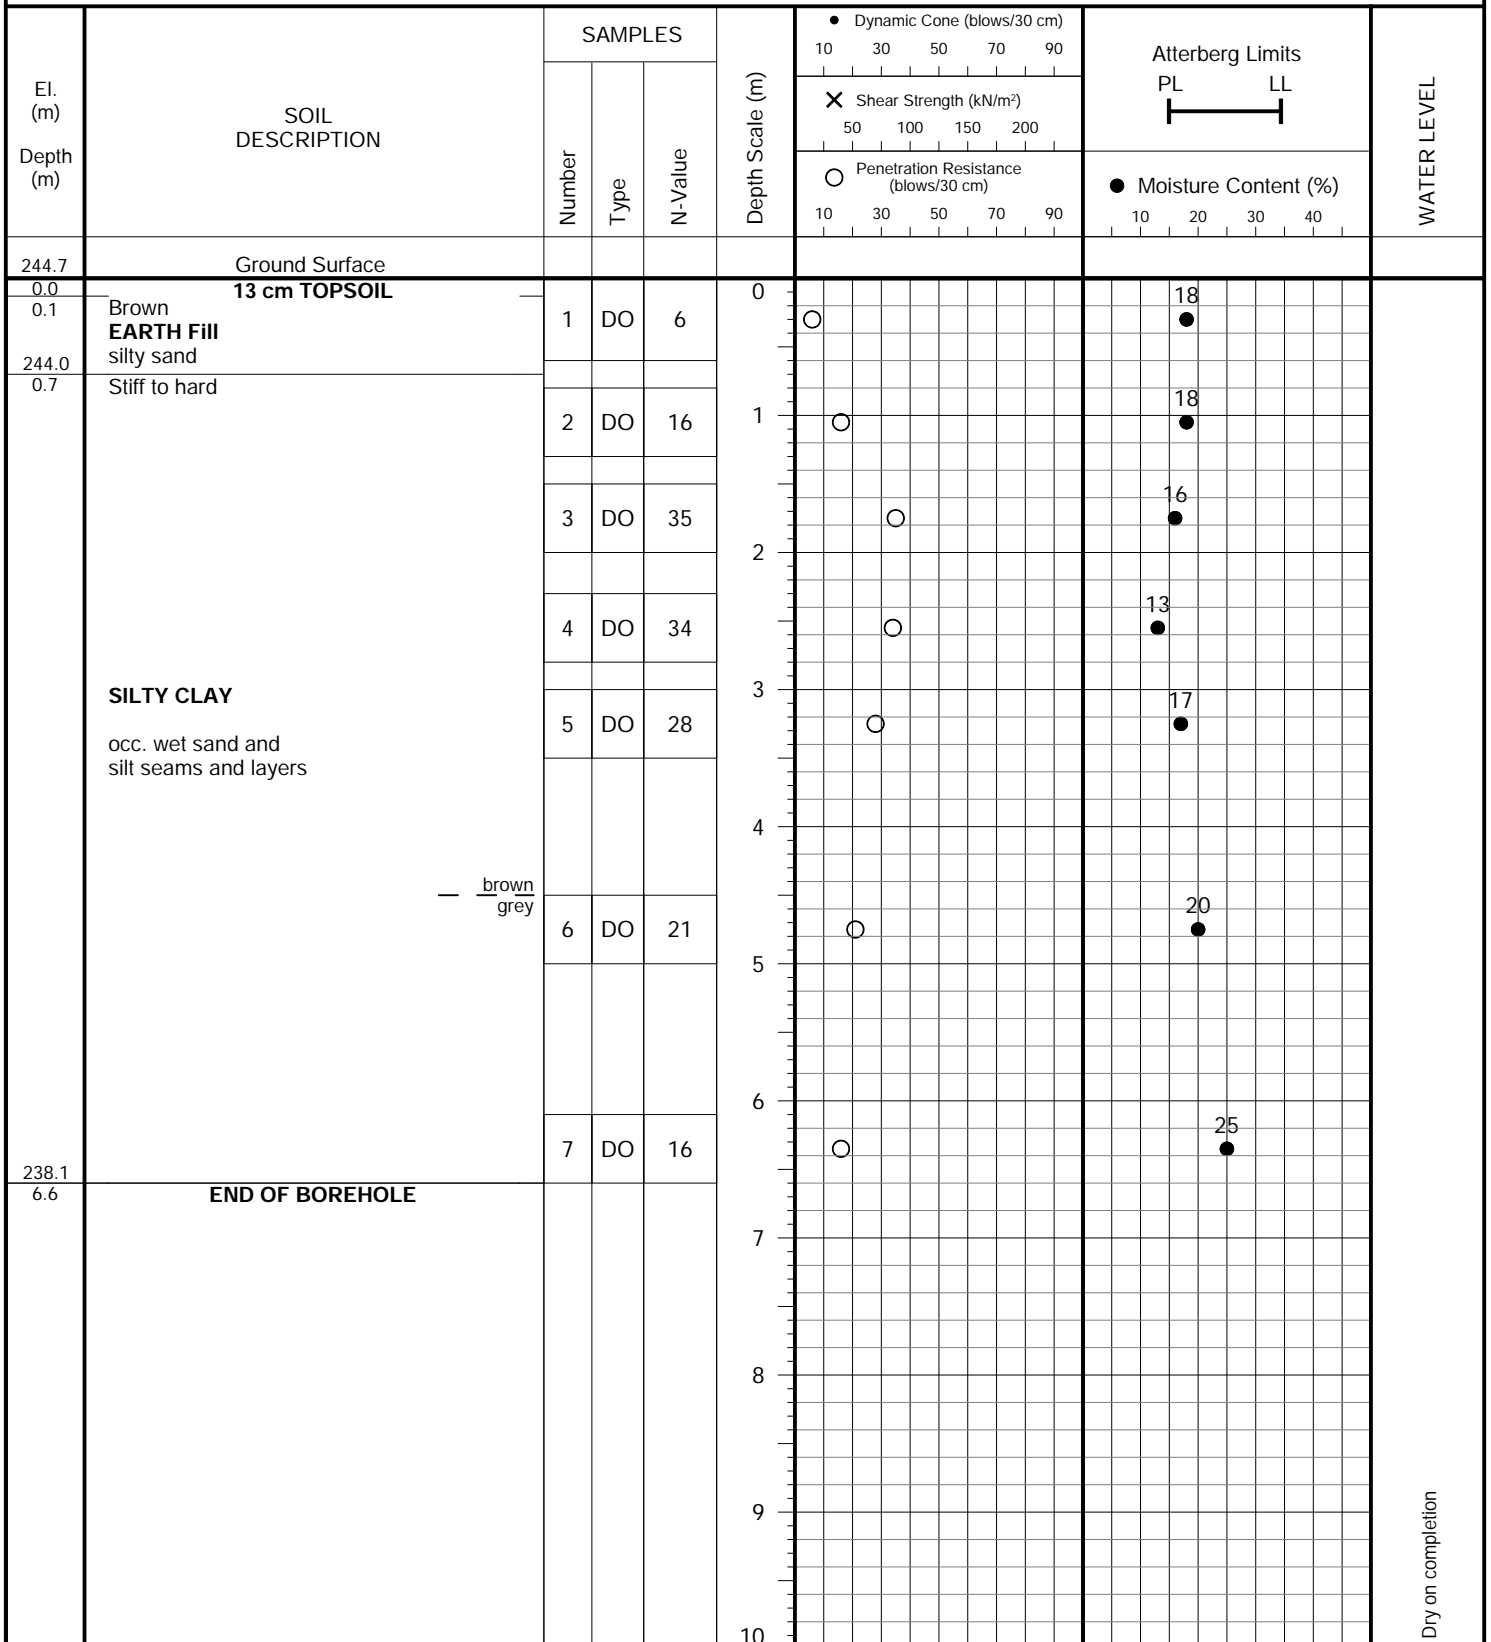 El.
(m)
Depth
(m)
SOIL
DESCRIPTION
SAMPLES
Number
Type
N-Value
Depth Scale (m)
Dynamic Cone (blows/30 cm)
10 30 50 70 90
Shear Strength (kN/m²)
50 100 150 200
Penetration Resistance
(blows/30 cm)
10 30 50 70 90
Atterberg Limits
PL LL
Moisture Content (%)
10 20 30 40
WATER LEVEL
244.7 Ground Surface
0.0 13 cm TOPSOIL 0
0.1 Brown
EARTH Fill
silty sand
1 DO 6 18
244.0
0.7 Stiff to hard
2 DO 16 1 18
3 DO 35 16
2
4 DO 34 13
SILTY CLAY 3
5 DO 28 17
occ. wet sand and
silt seams and layers
4
brown
grey
6 DO 21 20
5
6
7 DO 16 25
238.1
6.6 END OF BOREHOLE
7
8
9
10
Dry on completion